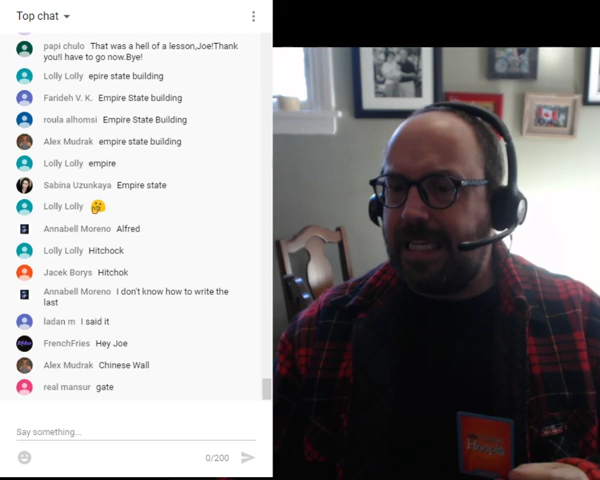 Top chat
papi chulo That was a hell of a lesson,Joe!Thank
you!I have to go now.Bye!
Lolly Lolly epire state building
Farideh V. K. Empire State building
roula alhomsi Empire State Building
Alex Mudrak empire state building
Lolly Lolly empire
Sabina Uzunkaya Empire state
Lolly Lolly 🤔
Annabell Moreno Alfred
Lolly Lolly Hitchock
Jacek Borys Hitchok
Annabell Moreno I don't know how to write the
last
ladan m I said it
FrenchFries Hey Joe
Alex Mudrak Chinese Wall
real mansur gate
Say something...
0/200
Hoopla